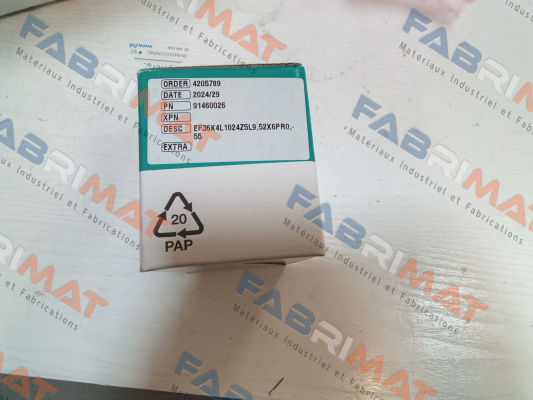 ORDER 4205789
DATE 2024/29
PN 91460026
XPN
DESC EF36K4L1024Z5L9,52X6PR0,-
55
EXTRA
20
PAP
FABRIMAT
Matériaux Industriel et Fabrications